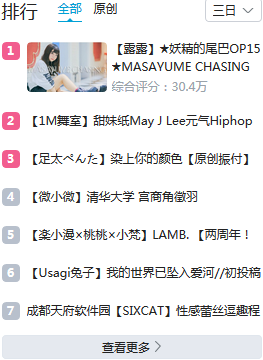 排行 全部 原创 三日
1 【露露】★妖精的尾巴OP15
★MASAYUME CHASING
综合评分：30.4万
2 【1M舞室】甜妹纸May J Lee元气Hiphop
3 【足太ぺんた】染上你的颜色【原创振付】
4 【微小微】清华大学 宫商角徵羽
5 【楽小漫×桃桃×小梵】LAMB. 【两周年！
6 【Usagi兔子】我的世界已坠入爱河//初投稿
7 成都天府软件园【SIXCAT】性感蕾丝逗趣程
查看更多